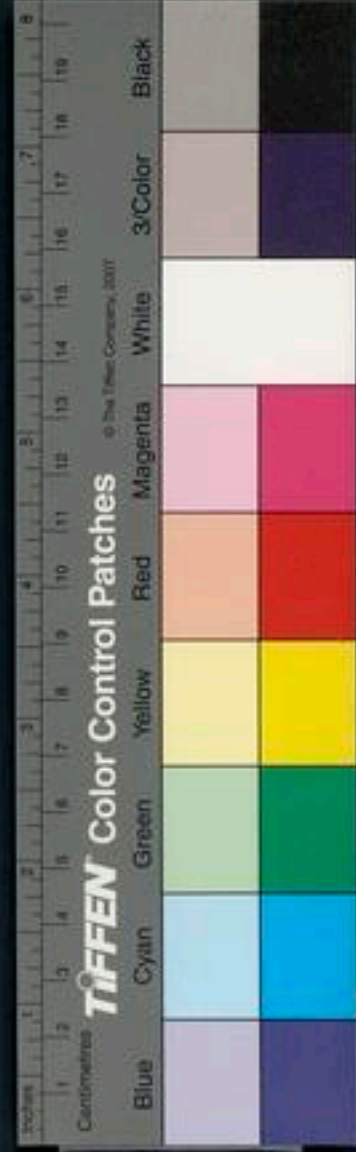 Inches 1 2 3 4 5 6 7 8
Centimetres 1 2 3 4 5 6 7 8 9 10 11 12 13 14 15 16 17 18 19
TIFFEN Color Control Patches
© The Tiffen Company, 2007
Blue Cyan Green Yellow Red Magenta White 3/Color Black